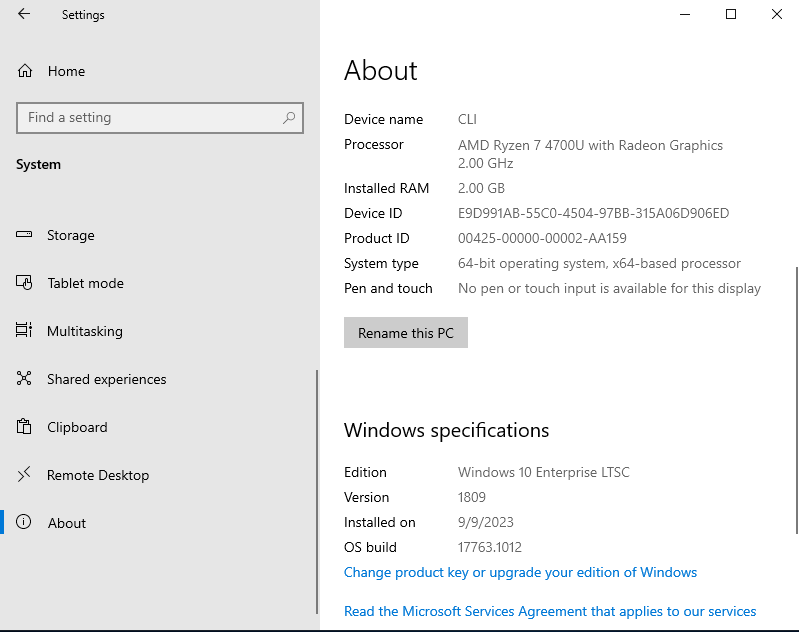 Settings
Home
Find a setting
System
Storage
Tablet mode
Multitasking
Shared experiences
Clipboard
Remote Desktop
About
About
Device name CLI
Processor AMD Ryzen 7 4700U with Radeon Graphics
2.00 GHz
Installed RAM 2.00 GB
Device ID E9D991AB-55C0-4504-97BB-315A06D906ED
Product ID 00425-00000-00002-AA159
System type 64-bit operating system, x64-based processor
Pen and touch No pen or touch input is available for this display
Rename this PC
Windows specifications
Edition Windows 10 Enterprise LTSC
Version 1809
Installed on 9/9/2023
OS build 17763.1012
Change product key or upgrade your edition of Windows
Read the Microsoft Services Agreement that applies to our services